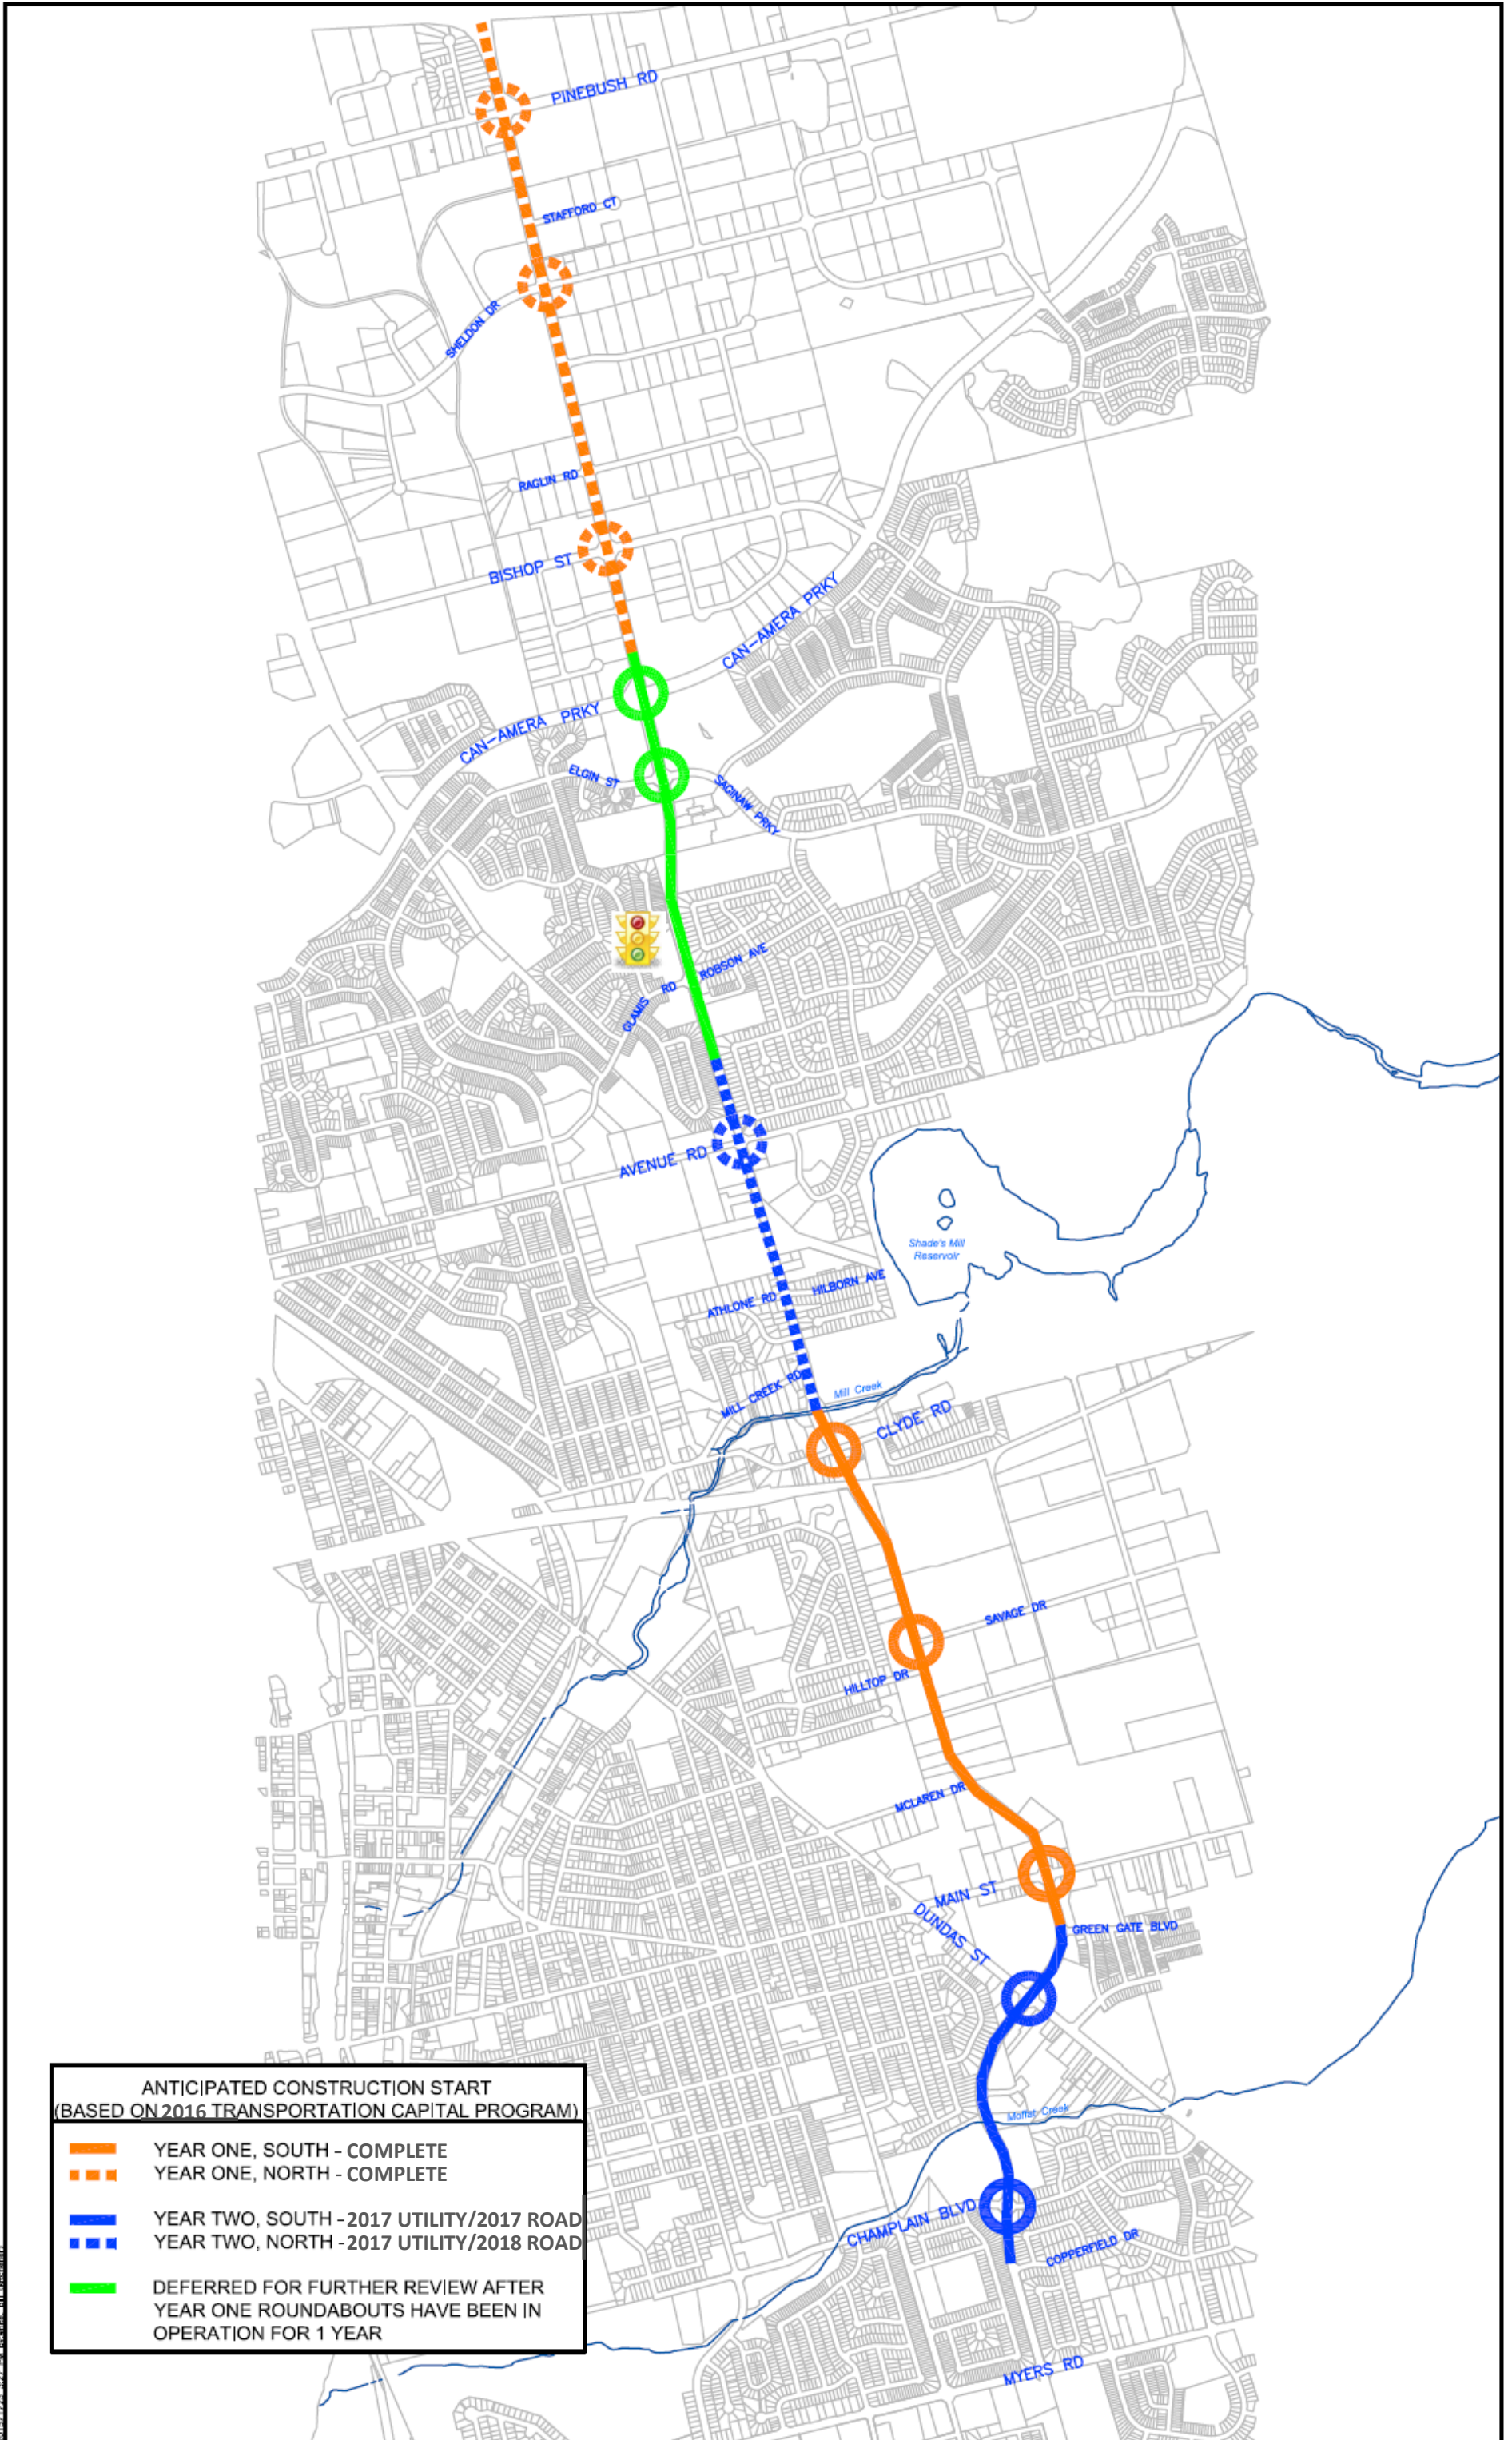 PINEBUSH RD
STAFFORD CT
SHELDON DR
RAGLIN RD
BISHOP ST
CAN-AMERA PRKY
CAN-AMERA PRKY
ELGIN ST
SAGINAW PRKY
ROBSON AVE
GLAMIS RD
AVENUE RD
Shade's Mill
Reservoir
HILBORN AVE
ATHLONE RD
MILL CREEK RD
Mill Creek
CLYDE RD
SAVAGE DR
HILLTOP DR
MCLAREN DR
MAIN ST
DUNDAS ST
GREEN GATE BLVD
Moffat Creek
CHAMPLAIN BLVD
COPPERFIELD DR
MYERS RD
ANTICIPATED CONSTRUCTION START
(BASED ON 2016 TRANSPORTATION CAPITAL PROGRAM)
YEAR ONE, SOUTH - COMPLETE
YEAR ONE, NORTH - COMPLETE
YEAR TWO, SOUTH - 2017 UTILITY/2017 ROAD
YEAR TWO, NORTH - 2017 UTILITY/2018 ROAD
DEFERRED FOR FURTHER REVIEW AFTER
YEAR ONE ROUNDABOUTS HAVE BEEN IN
OPERATION FOR 1 YEAR